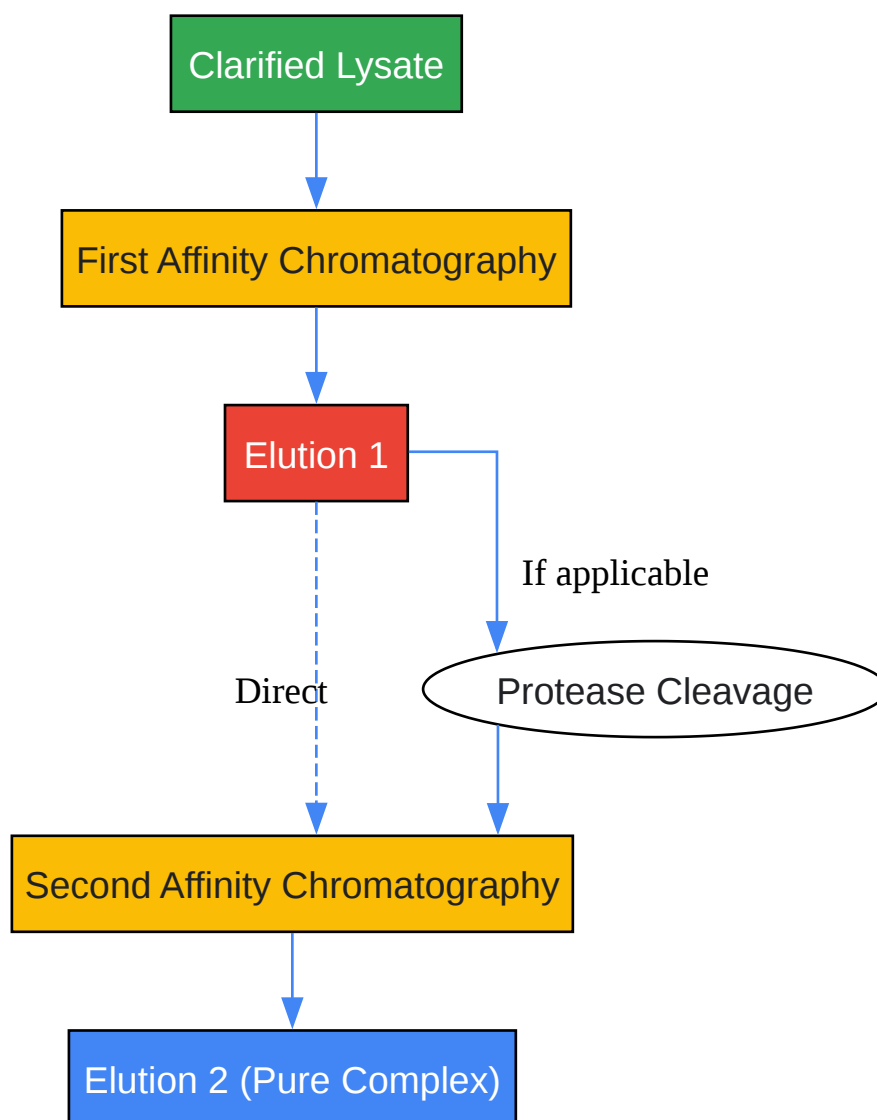 Clarified Lysate
First Affinity Chromatography
Elution 1
If applicable
Direct
Protease Cleavage
Second Affinity Chromatography
Elution 2 (Pure Complex)